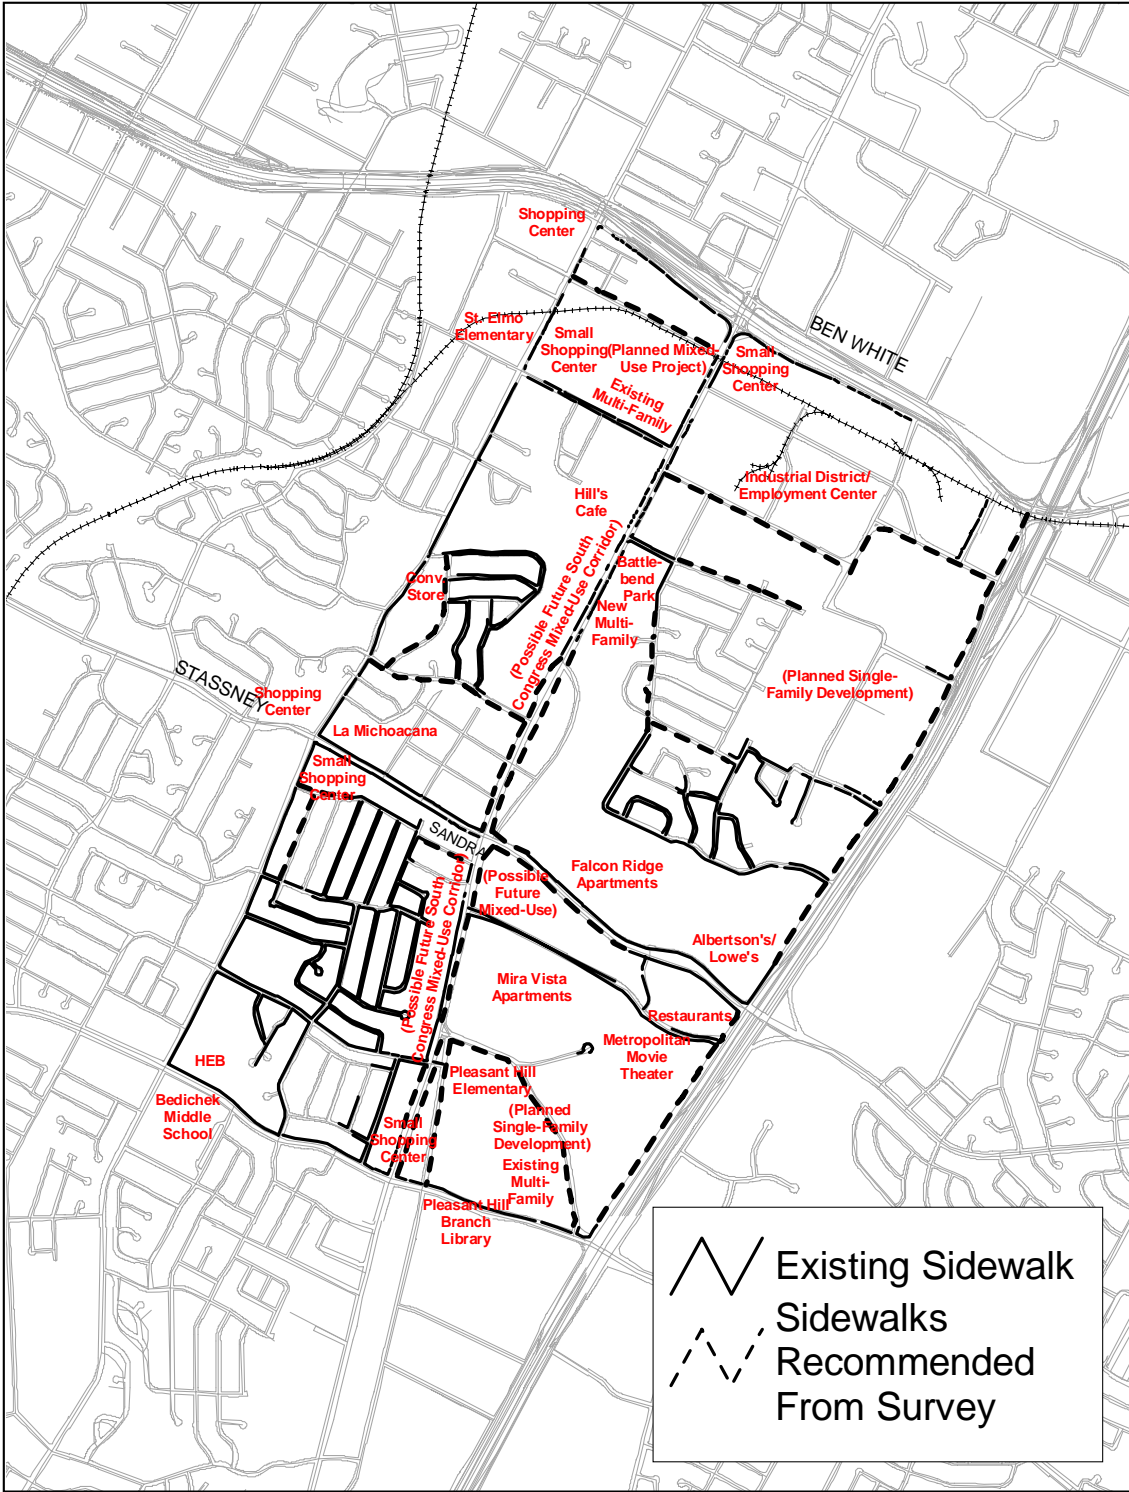 Shopping
Center
BEN WHITE
St. Elmo
Elementary
Small
Shopping
Center
(Planned Mixed-
Use Project)
Small
Shopping
Center
Existing
Multi-Family
Industrial District/
Employment Center
Hill's
Cafe
(Possible Future South
Congress Mixed-Use Corridor)
Battle-
bend
Park
Conv.
Store
New
Multi-
Family
(Planned Single-
Family Development)
STASSNEY
Shopping
Center
La Michoacana
Small
Shopping
Center
SANDRA
(Possible Future South
Congress Mixed-Use Corridor)
(Possible
Future
Mixed-Use)
Falcon Ridge
Apartments
Albertson's/
Lowe's
Mira Vista
Apartments
Restaurants
Metropolitan
Movie
Theater
HEB
Pleasant Hill
Elementary
Bedichek
Middle
School
(Planned
Single-Family
Development)
Small
Shopping
Center
Existing
Multi-
Family
Pleasant Hill
Branch
Library
Existing Sidewalk
Sidewalks
Recommended
From Survey